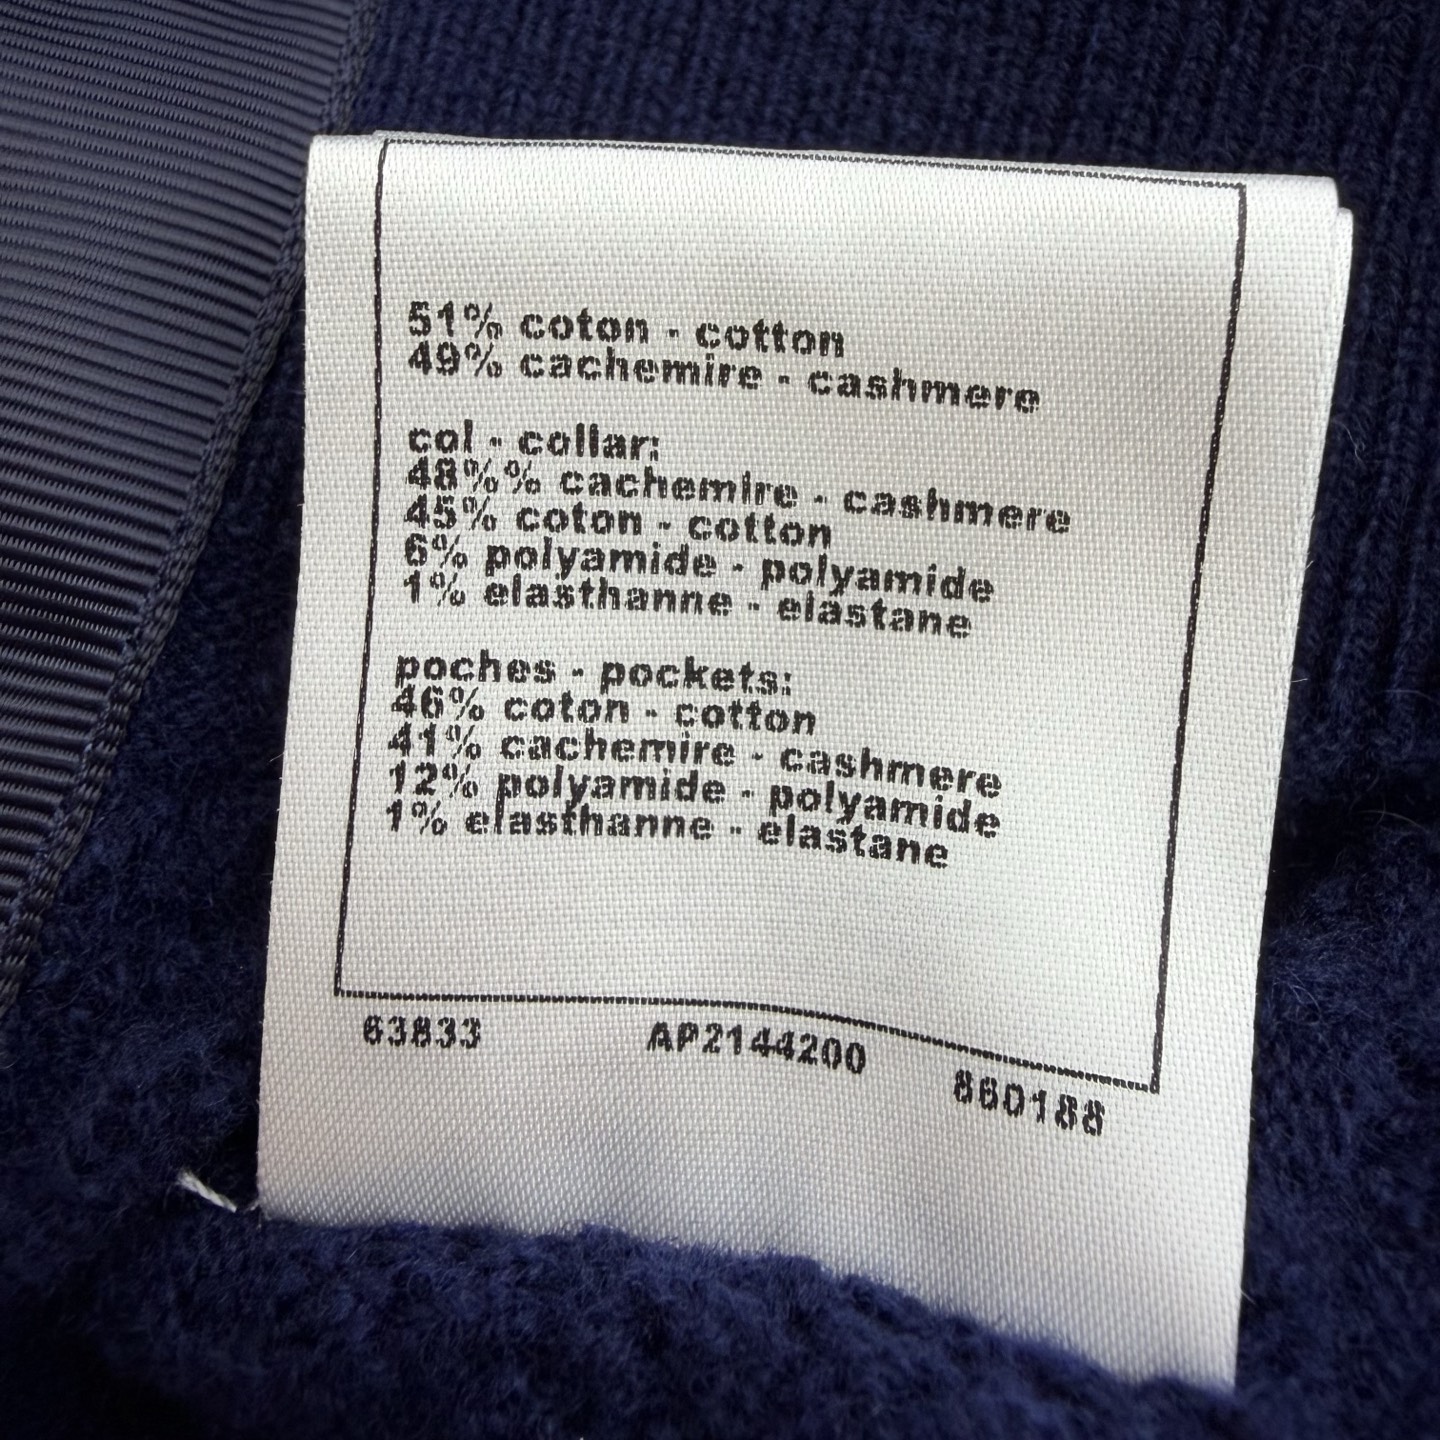 51% coton - cotton
49% cachemire - cashmere
col - collar:
48%% cachemire - cashmere
45% coton - cotton
6% polyamide - polyamide
1% elasthanne - elastane
poches - pockets:
46% coton - cotton
41% cachemire - cashmere
12% polyamide - polyamide
1% elasthanne - elastane
63833 AP2144200 860188